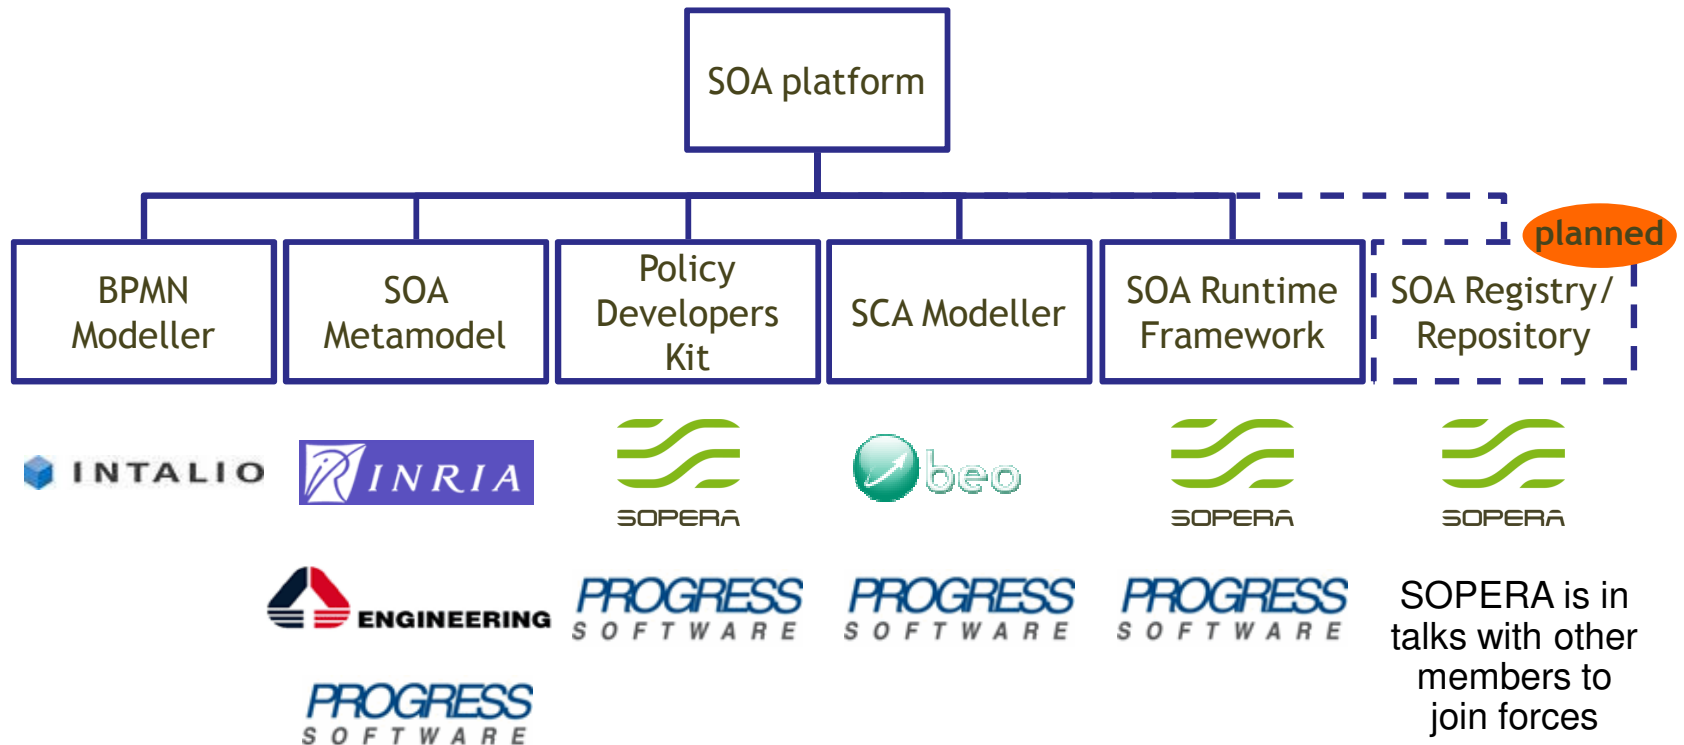 SOA platform
planned
BPMN
Modeller
SOA
Metamodel
Policy
Developers
Kit
SCA Modeller
SOA Runtime
Framework
SOA Registry/
Repository
INTALIO
INRIA
SOPERA
beo
SOPERA
SOPERA
ENGINEERING
PROGRESS
SOFTWARE
PROGRESS
SOFTWARE
PROGRESS
SOFTWARE
PROGRESS
SOFTWARE
SOPERA is in
talks with other
members to
join forces